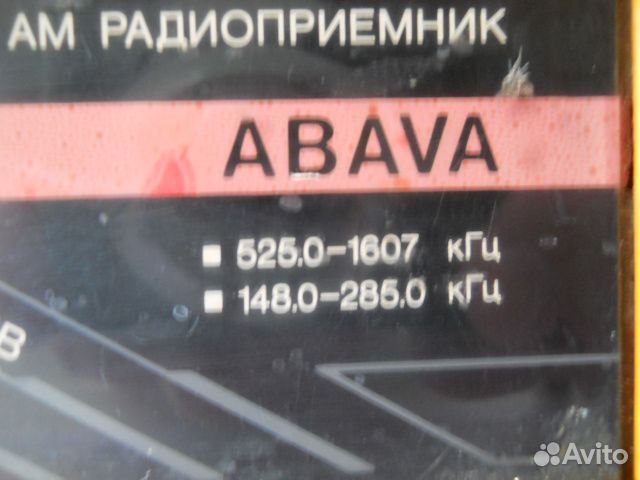 АМ РАДИОПРИЕМНИК
ABAVA
525.0-1607 кГц
148.0-285.0 кГц
В
Avito